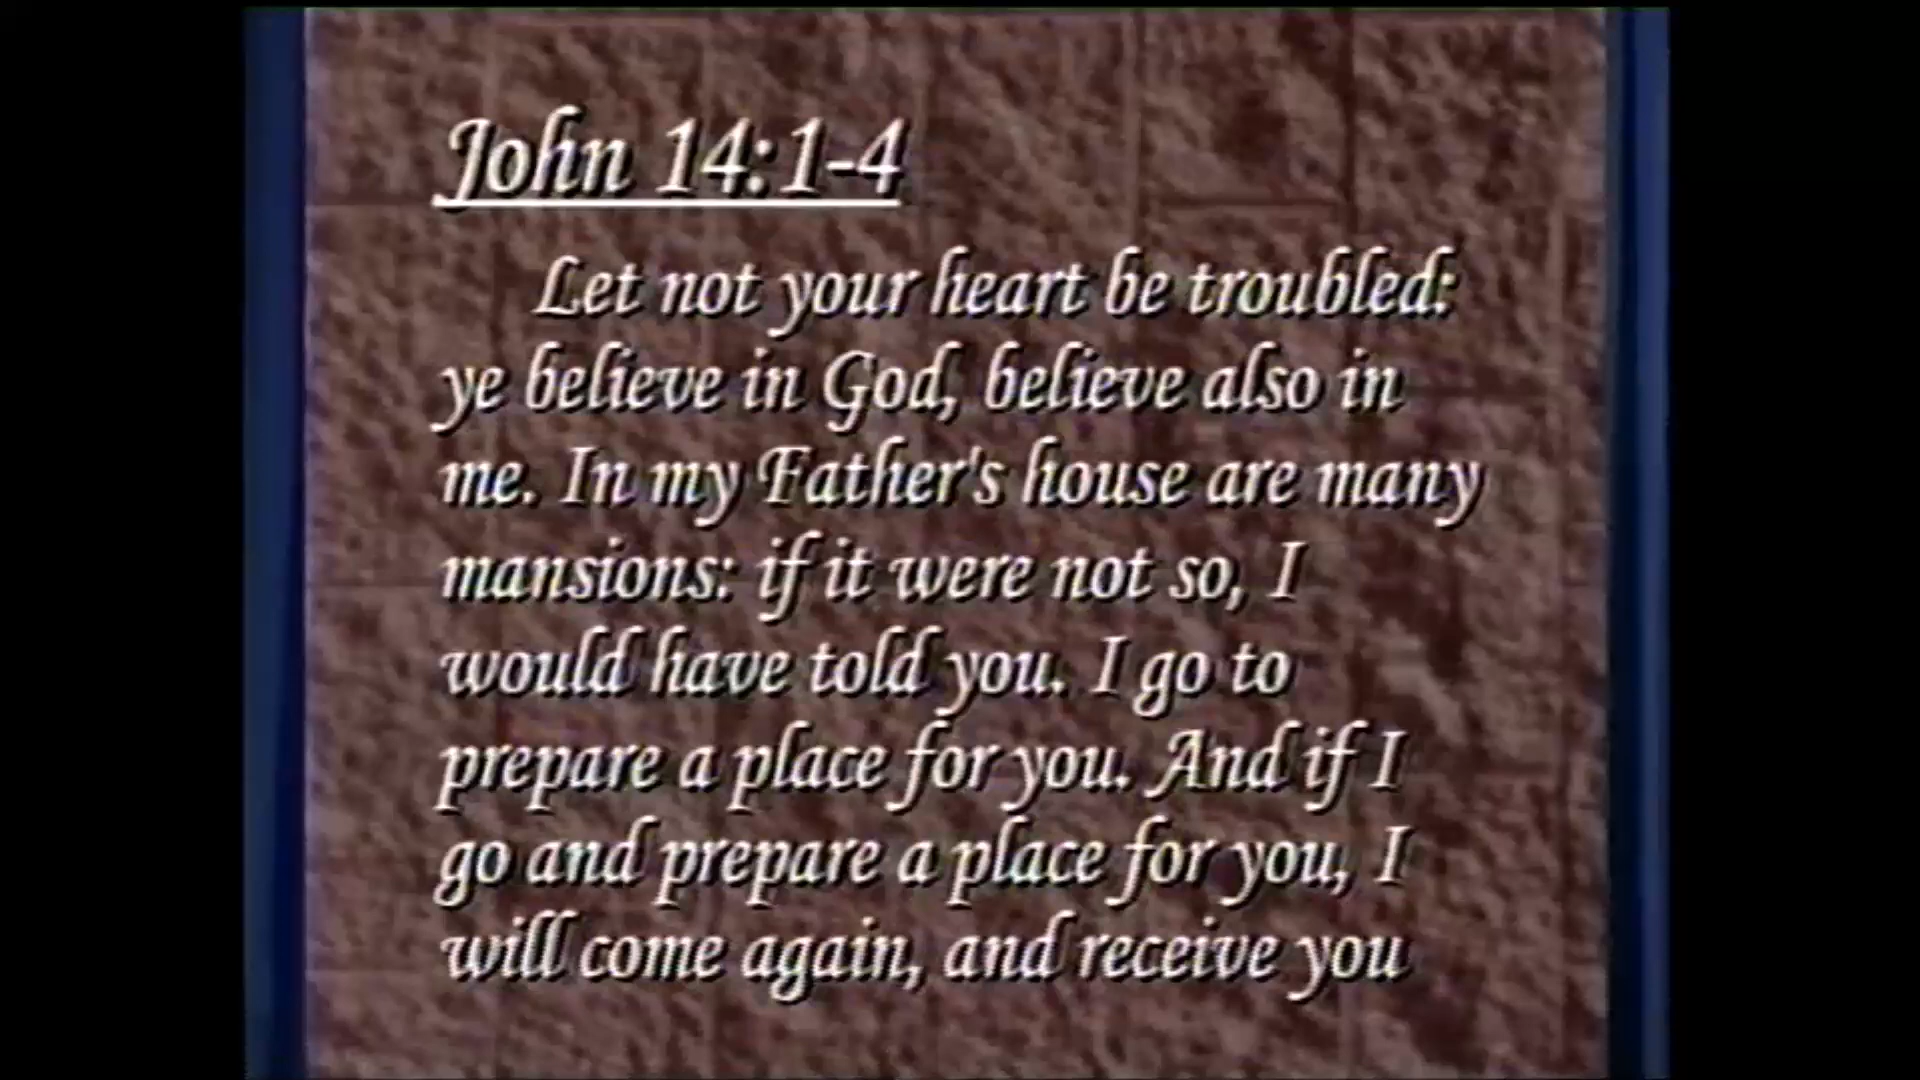 John 14:1-4
Let not your heart be troubled:
ye believe in God, believe also in
me. In my Father's house are many
mansions: if it were not so, I
would have told you. I go to
prepare a place for you. And if I
go and prepare a place for you, I
will come again, and receive you